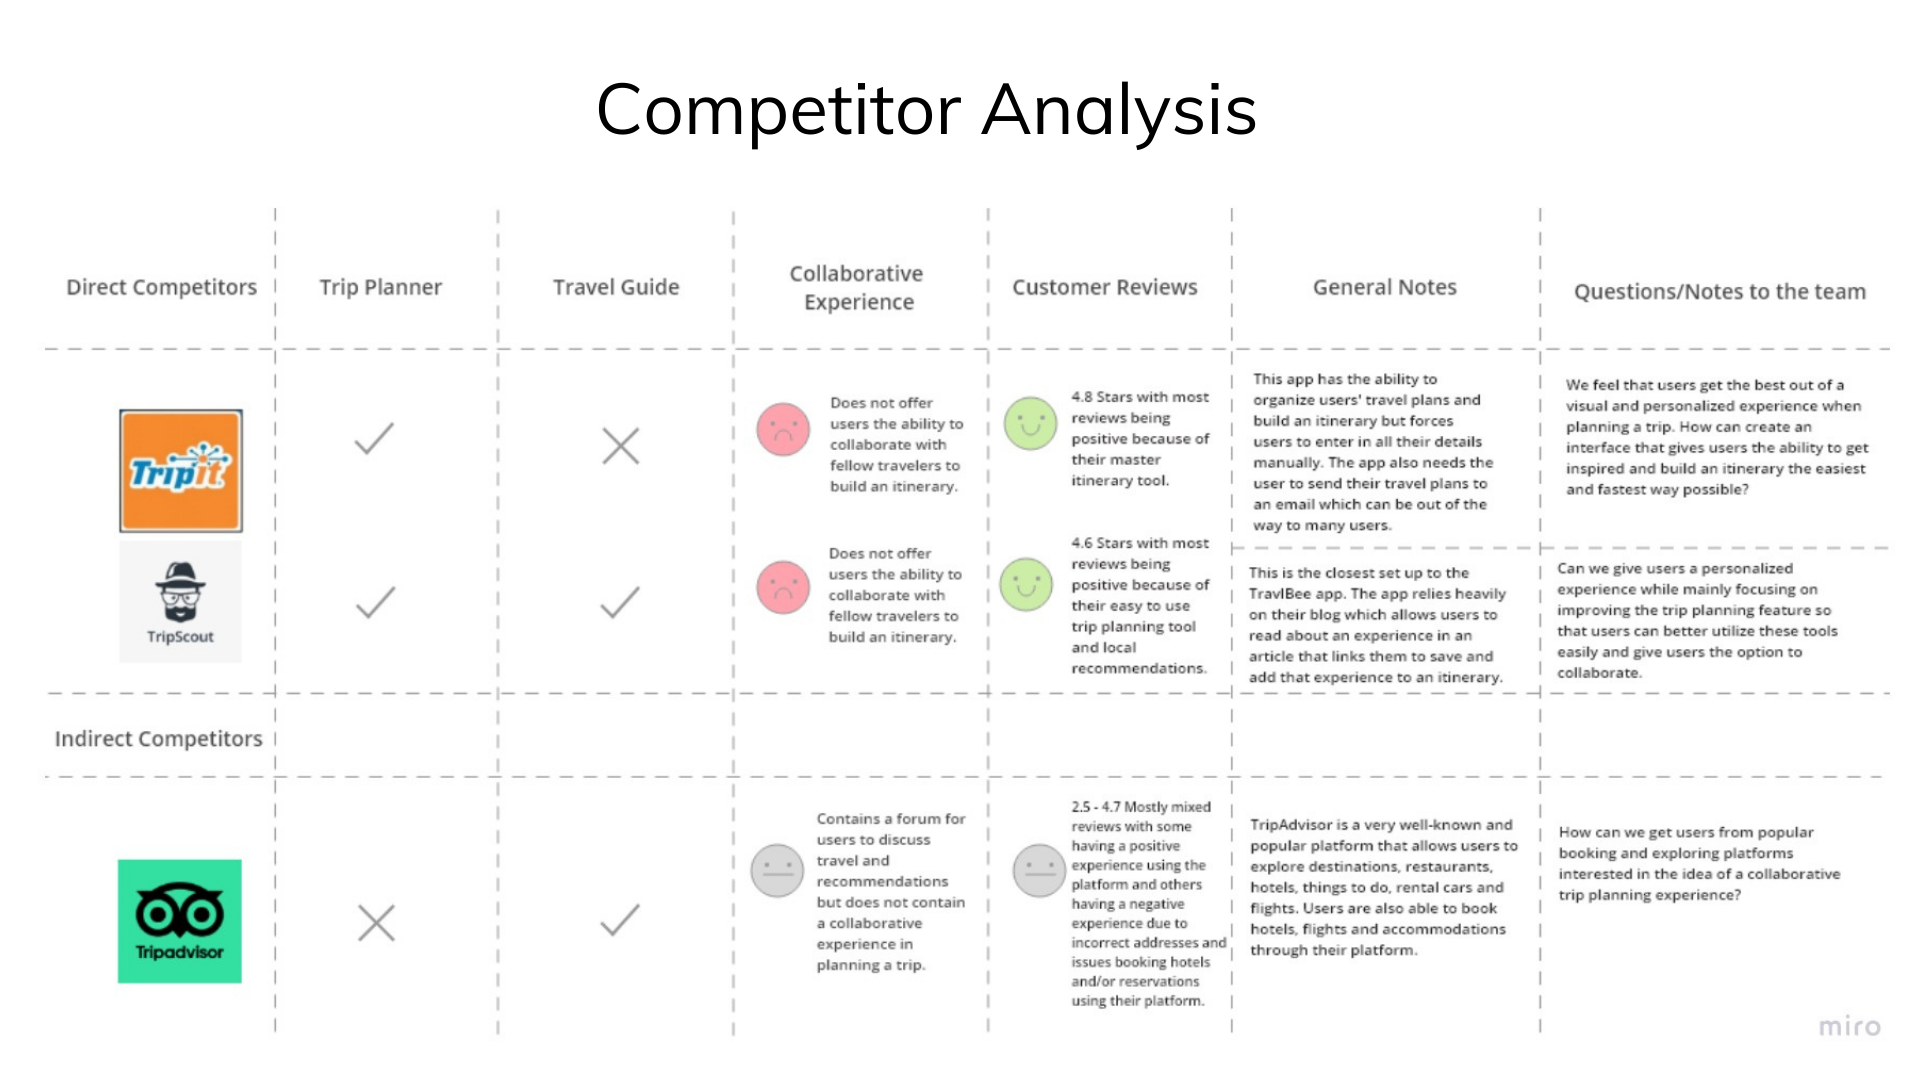 Competitor Analysis
Direct Competitors
Trip Planner
Travel Guide
Collaborative
Experience
Customer Reviews
General Notes
Questions/Notes to the team
Tripit
Does not offer
users the ability to
collaborate with
fellow travelers to
build an itinerary.
4.8 Stars with most
reviews being
positive because of
their master
itinerary tool.
This app has the ability to
organize users' travel plans and
build an itinerary but forces
users to enter in all their details
manually. The app also needs the
user to send their travel plans to
an email which can be out of the
way to many users.
We feel that users get the best out of a
visual and personalized experience when
planning a trip. How can create an
interface that gives users the ability to get
inspired and build an itinerary the easiest
and fastest way possible?
TripScout
Does not offer
users the ability to
collaborate with
fellow travelers to
build an itinerary.
4.6 Stars with most
reviews being
positive because of
their easy to use
trip planning tool
and local
recommendations.
This is the closest set up to the
TravlBee app. The app relies heavily
on their blog which allows users to
read about an experience in an
article that links them to save and
add that experience to an itinerary.
Can we give users a personalized
experience while mainly focusing on
improving the trip planning feature so
that users can better utilize these tools
easily and give users the option to
collaborate.
Indirect Competitors
Tripadvisor
Contains a forum for
users to discuss
travel and
recommendations
but does not contain
a collaborative
experience in
planning a trip.
2.5 - 4.7 Mostly mixed
reviews with some
having a positive
experience using the
platform and others
having a negative
experience due to
incorrect addresses and
issues booking hotels
and/or reservations
using their platform.
TripAdvisor is a very well-known and
popular platform that allows users to
explore destinations, restaurants,
hotels, things to do, rental cars and
flights. Users are also able to book
hotels, flights and accommodations
through their platform.
How can we get users from popular
booking and exploring platforms
interested in the idea of a collaborative
trip planning experience?
miro